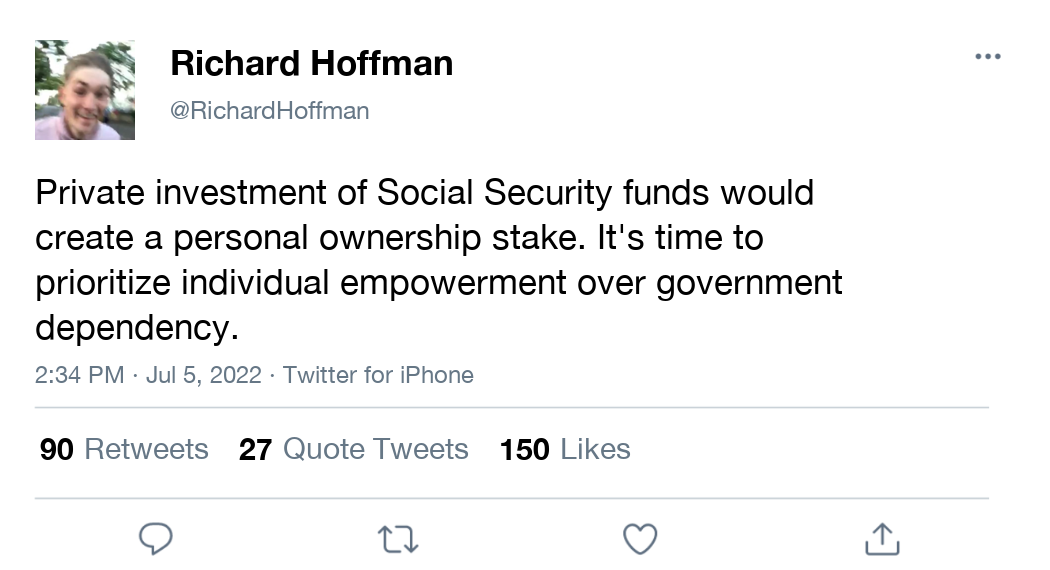 Richard Hoffman
@RichardHoffman
Private investment of Social Security funds would
create a personal ownership stake. It's time to
prioritize individual empowerment over government
dependency.
2:34 PM · Jul 5, 2022 · Twitter for iPhone
90 Retweets 27 Quote Tweets 150 Likes